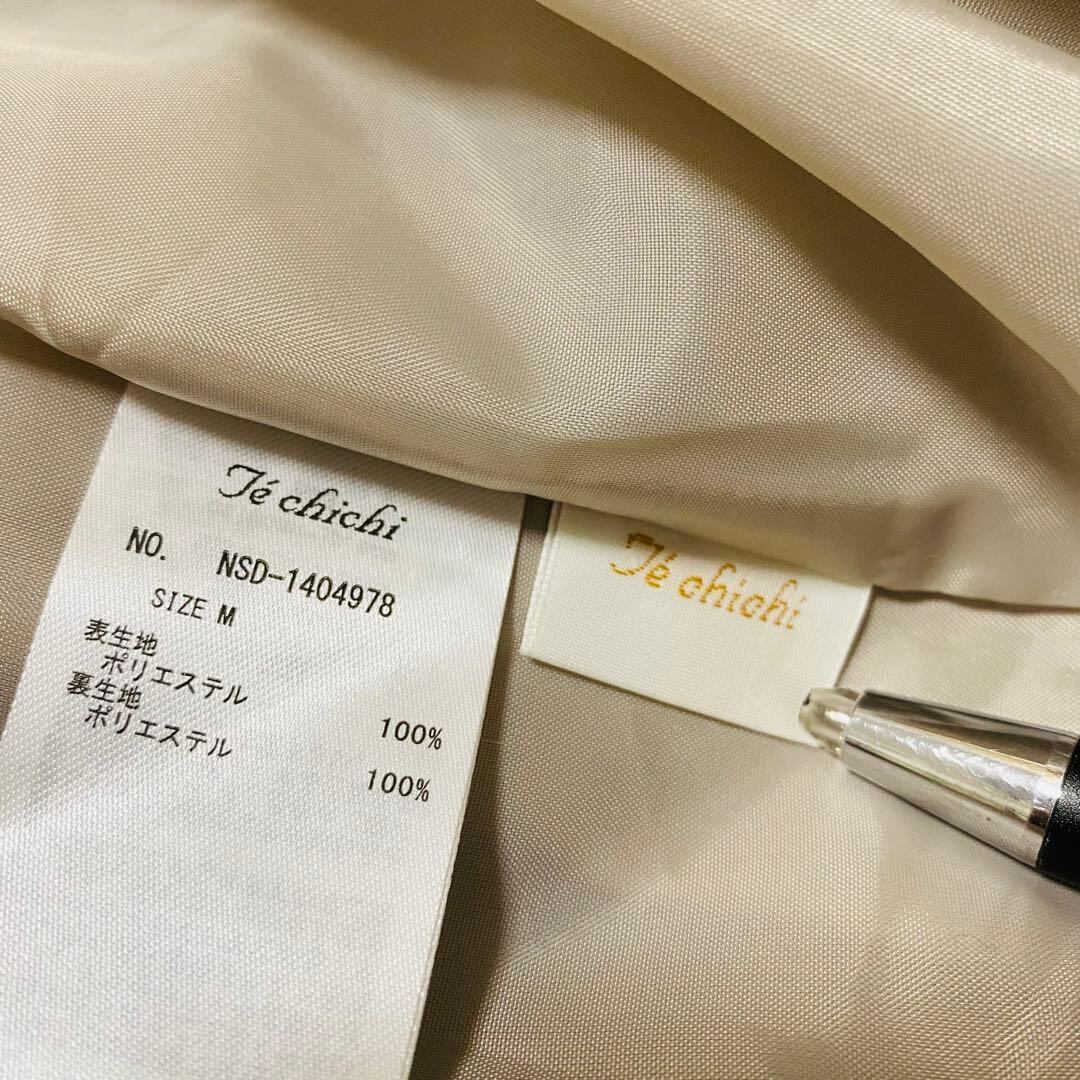 Té chichi
NO. NSD-1404978
SIZE M
表生地
ポリエステル 100%
裏生地
ポリエステル 100%
Té chichi